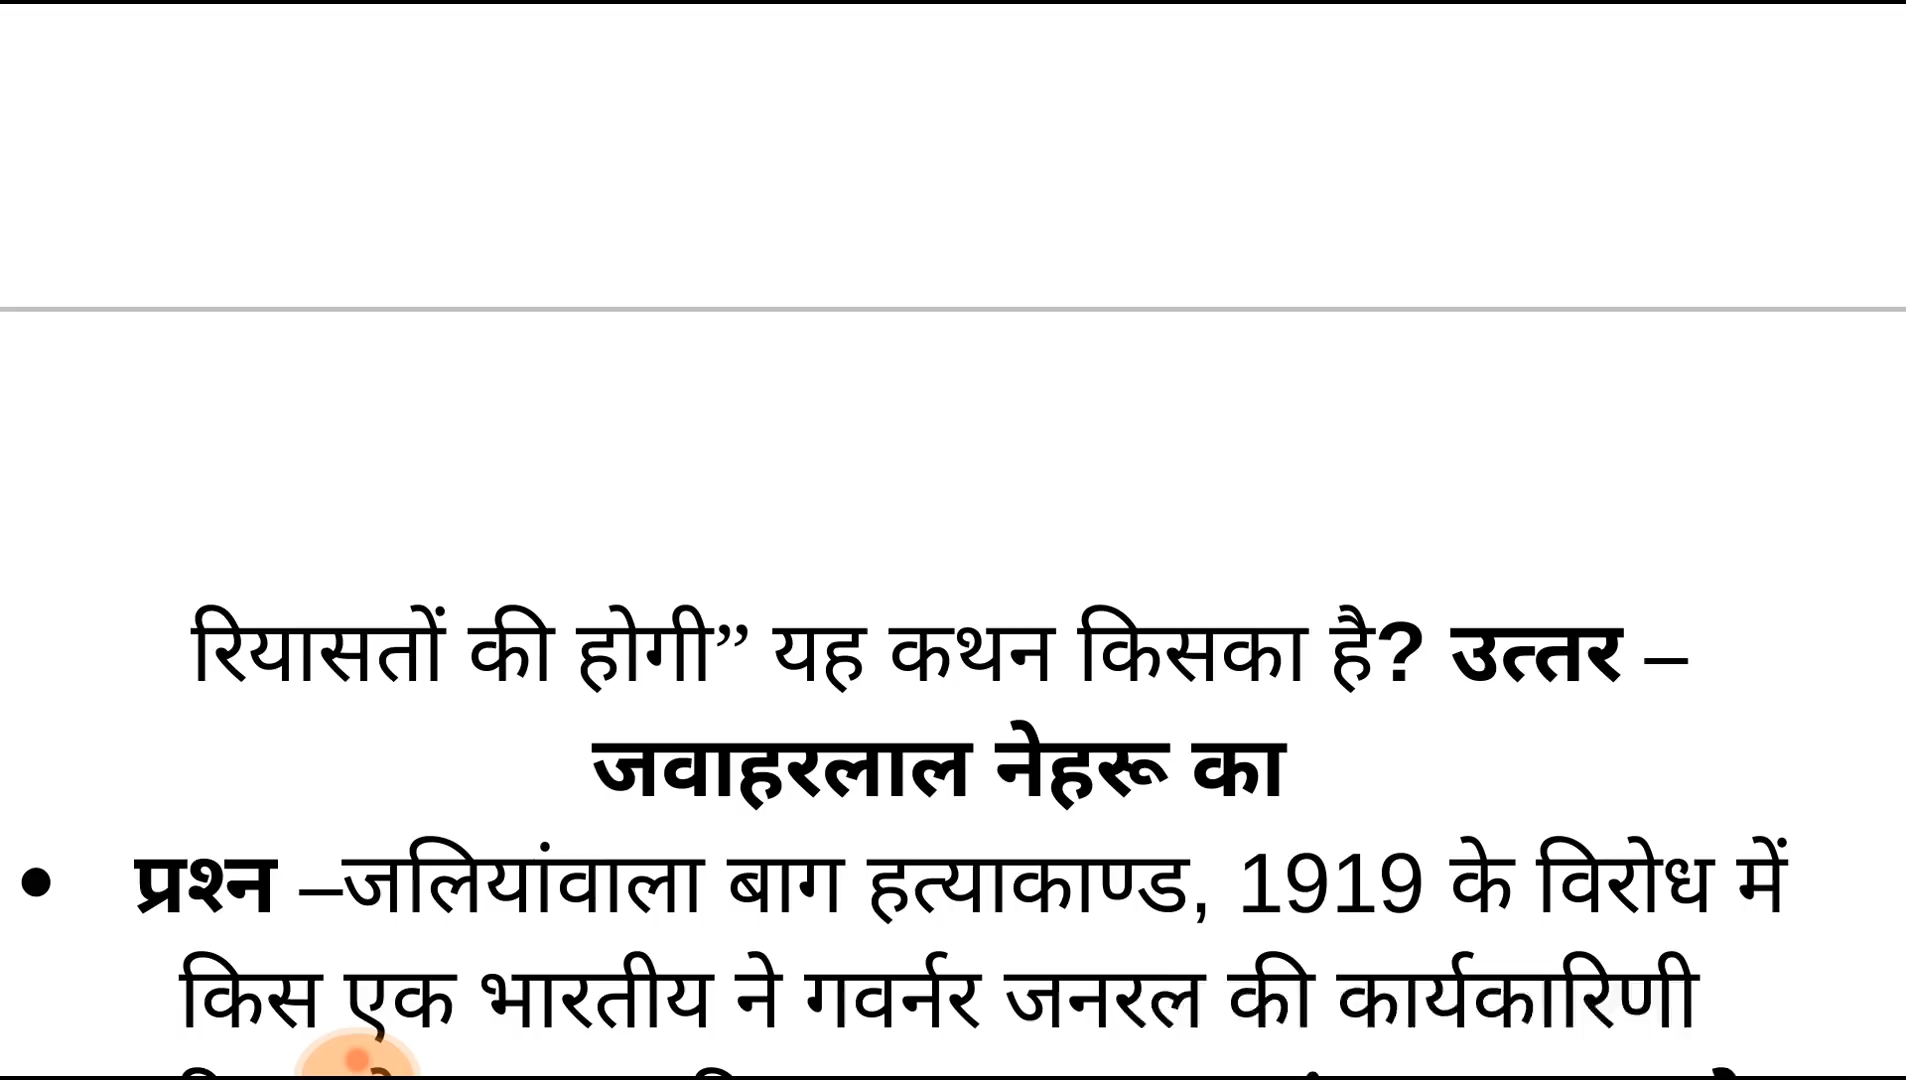 रियासतों की होगी” यह कथन किसका है? उत्तर –
जवाहरलाल नेहरू का
• प्रश्न –जलियांवाला बाग हत्याकाण्ड, 1919 के विरोध में
किस एक भारतीय ने गवर्नर जनरल की कार्यकारिणी